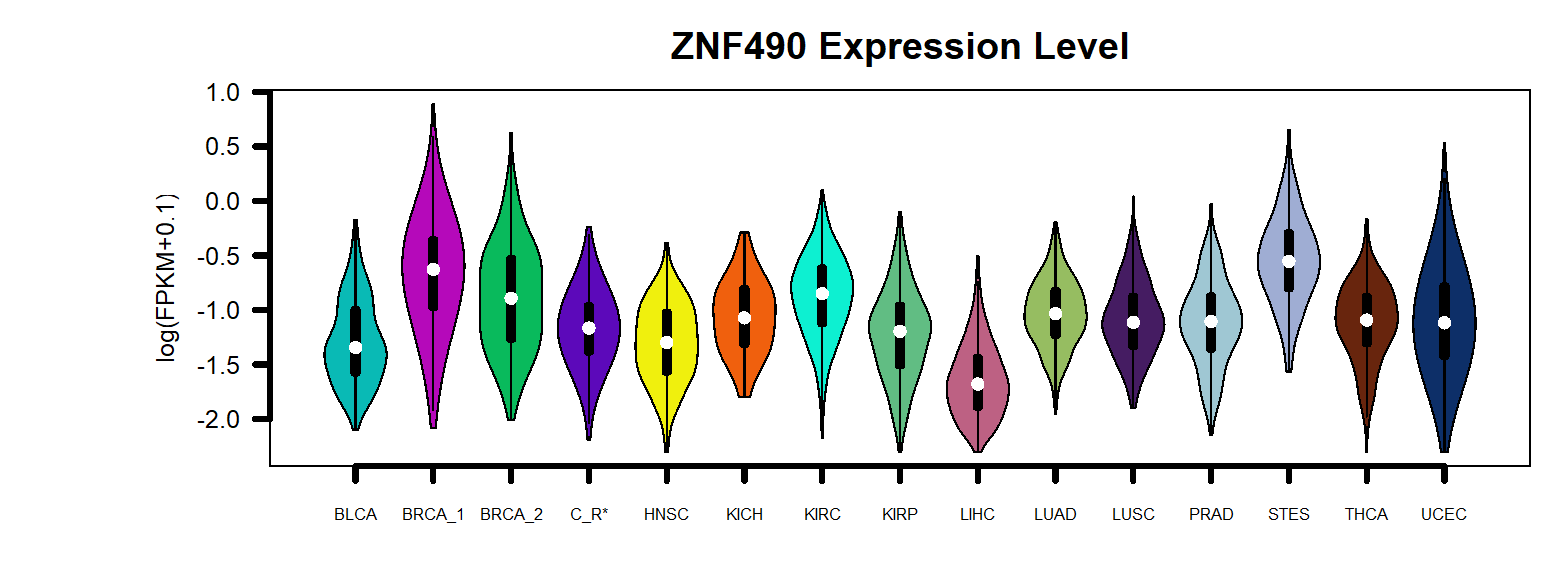 ZNF490 Expression Level
log(FPKM+0.1)
1.0
0.5
0.0
-0.5
-1.0
-1.5
-2.0
BLCA BRCA_1 BRCA_2 C_R* HNSC KICH KIRC KIRP LIHC LUAD LUSC PRAD STES THCA UCEC